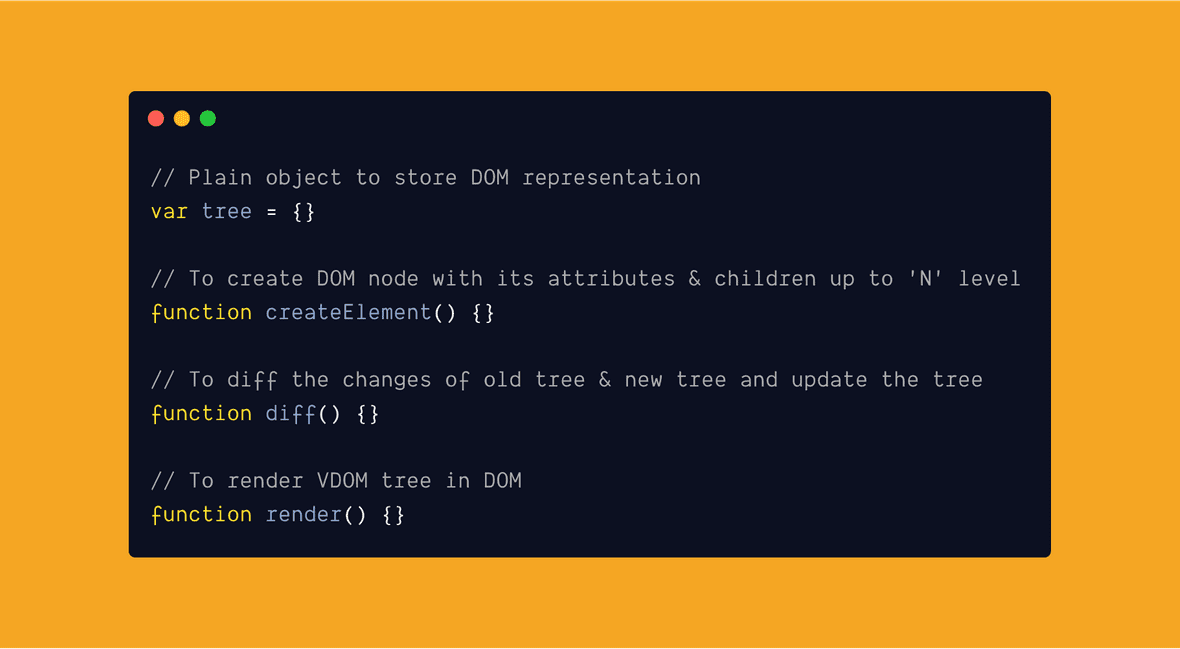 // Plain object to store DOM representation
var tree = {}
// To create DOM node with its attributes & children up to 'N' level
function createElement() {}
// To diff the changes of old tree & new tree and update the tree
function diff() {}
// To render VDOM tree in DOM
function render() {}